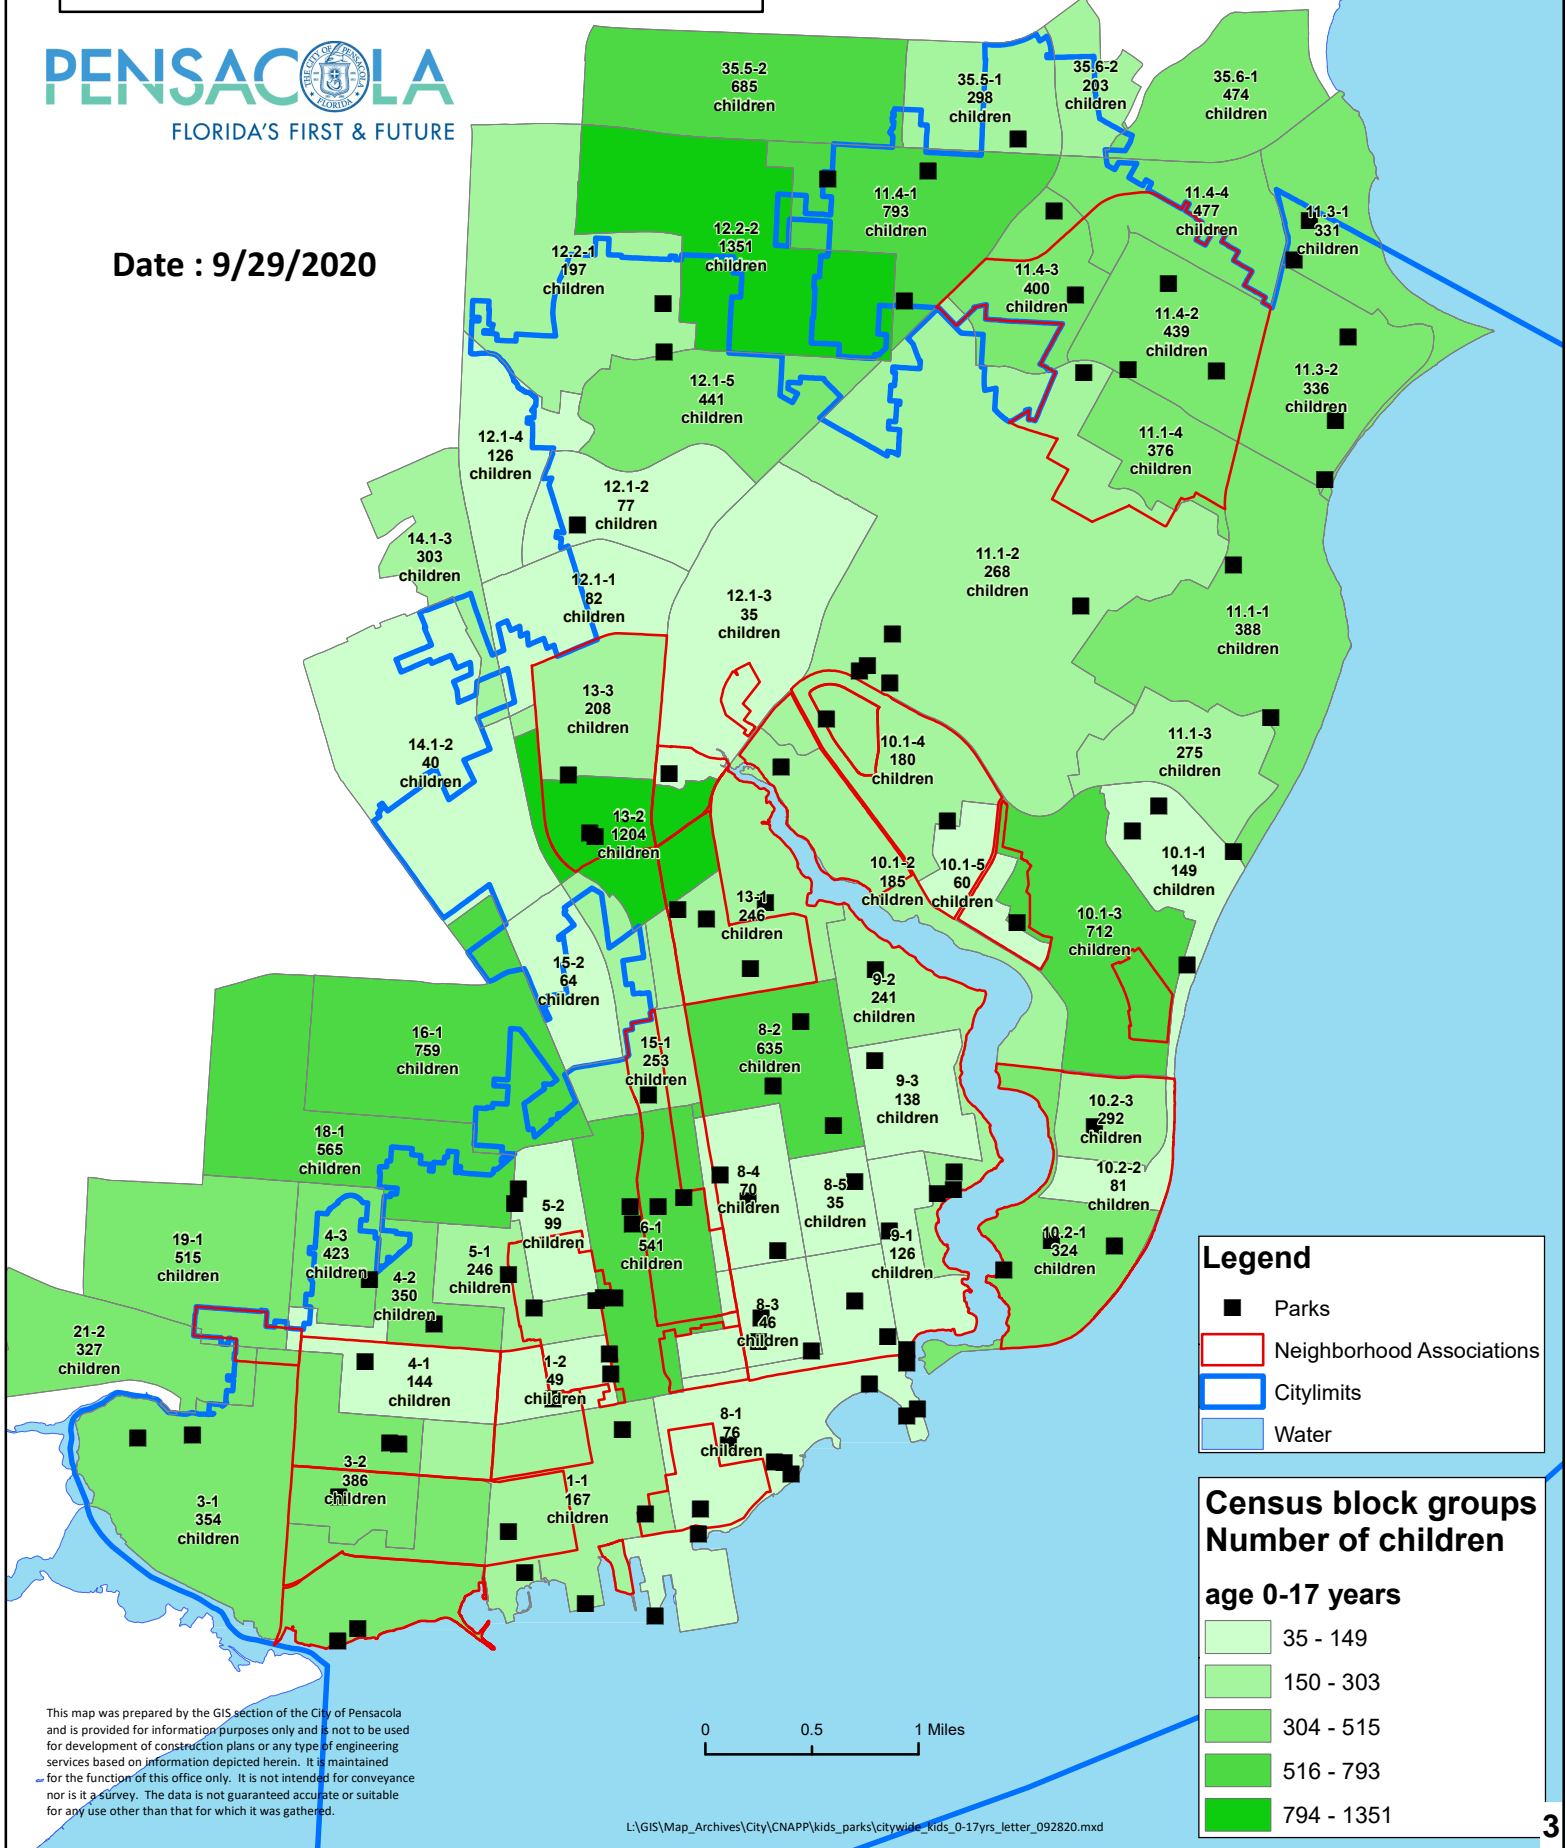 PENSACOLA
THE CITY OF PENSACOLA
FLORIDA
FLORIDA'S FIRST & FUTURE
Date : 9/29/2020
35.5-2
685
children
35.5-1
298
children
35.6-2
203
children
35.6-1
474
children
11.4-1
793
children
11.4-4
477
children
11.3-1
331
children
12.2-1
197
children
12.2-2
1351
children
11.4-3
400
children
11.4-2
439
children
11.3-2
336
children
12.1-5
441
children
12.1-4
126
children
11.1-4
376
children
12.1-2
77
children
14.1-3
303
children
12.1-1
82
children
12.1-3
35
children
11.1-2
268
children
11.1-1
388
children
13-3
208
children
14.1-2
40
children
10.1-4
180
children
11.1-3
275
children
13-2
1204
children
10.1-2
185
children
10.1-5
60
children
10.1-1
149
children
13-1
246
children
10.1-3
712
children
15-2
64
children
9-2
241
children
16-1
759
children
15-1
253
children
8-2
635
children
9-3
138
children
10.2-3
292
children
18-1
565
children
10.2-2
81
children
8-4
70
children
8-5
35
children
5-2
99
children
6-1
541
children
9-1
126
children
10.2-1
324
children
19-1
515
children
4-3
423
children
5-1
246
children
4-2
350
children
8-3
46
children
21-2
327
children
4-1
144
children
1-2
49
children
8-1
76
children
3-2
386
children
1-1
167
children
3-1
354
children
Legend
Parks
Neighborhood Associations
Citylimits
Water
Census block groups
Number of children
age 0-17 years
35 - 149
150 - 303
304 - 515
516 - 793
794 - 1351
0 0.5 1 Miles
This map was prepared by the GIS section of the City of Pensacola
and is provided for information purposes only and is not to be used
for development of construction plans or any type of engineering
services based on information depicted herein. It is maintained
for the function of this office only. It is not intended for conveyance
nor is it a survey. The data is not guaranteed accurate or suitable
for any use other than that for which it was gathered.
L:\GIS\Map_Archives\City\CNAPP\kids_parks\citywide_kids_0-17yrs_letter_092820.mxd
3